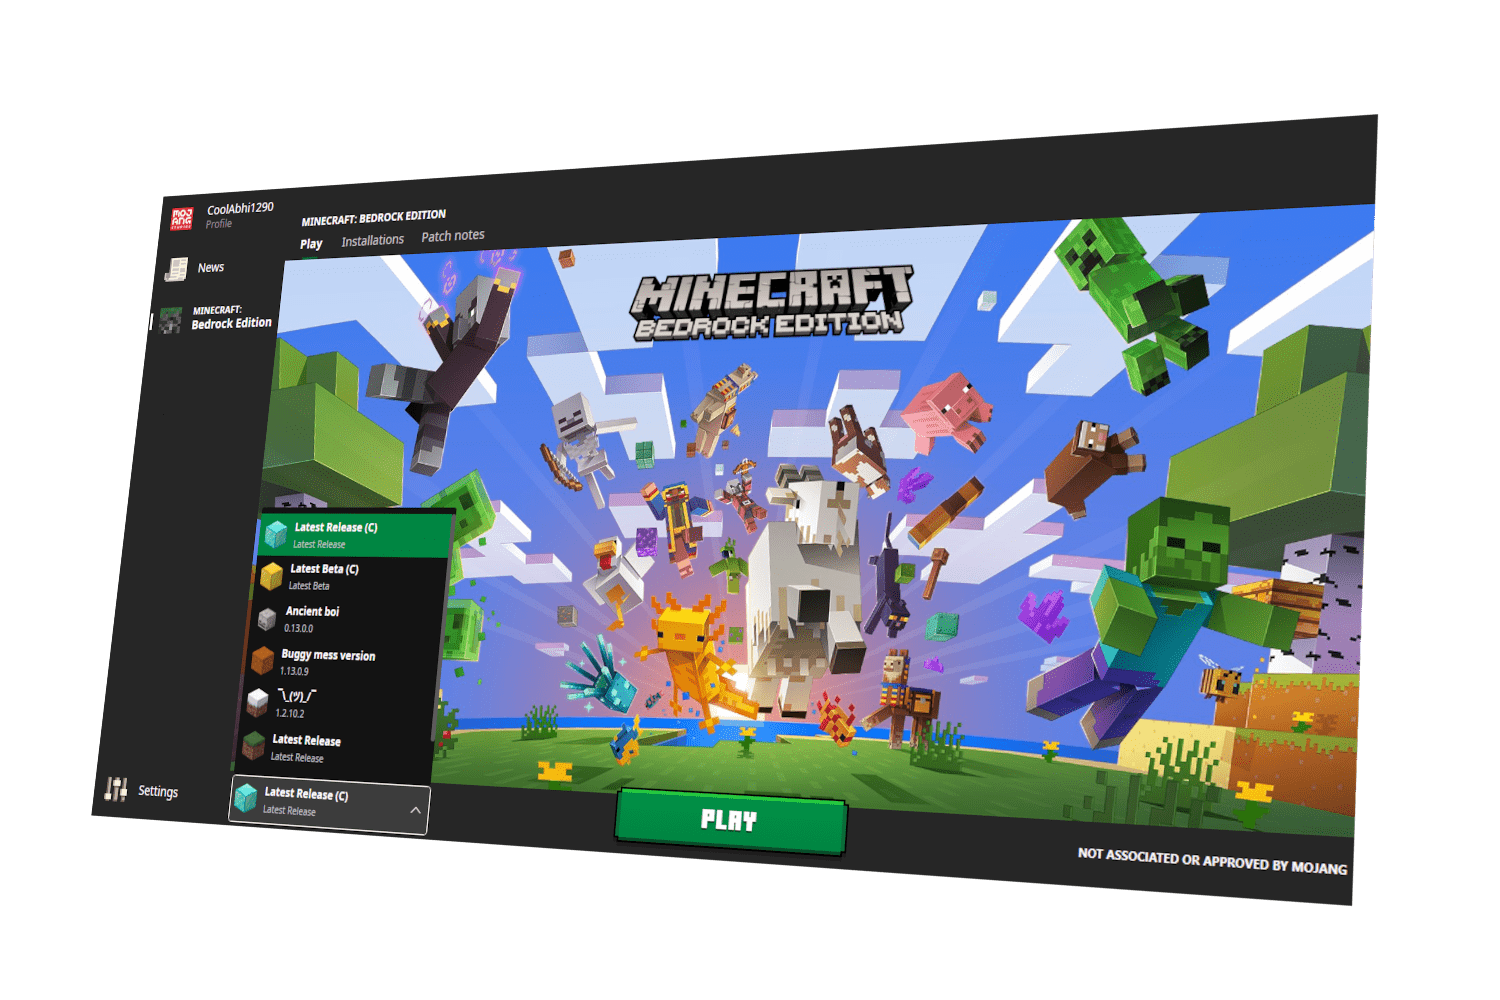 MOJANG
STUDIOS
CoolAbhi1290
Profile
News
MINECRAFT:
Bedrock Edition
Settings
MINECRAFT: BEDROCK EDITION
Play
Installations
Patch notes
MINECRAFT
BEDROCK EDITION
Latest Release (C)
Latest Release
Latest Beta (C)
Latest Beta
Ancient boi
0.13.0.0
Buggy mess version
1.13.0.9
¯\_(ツ)_/¯
1.2.10.2
Latest Release
Latest Release
Latest Release (C)
Latest Release
PLAY
NOT ASSOCIATED OR APPROVED BY MOJANG